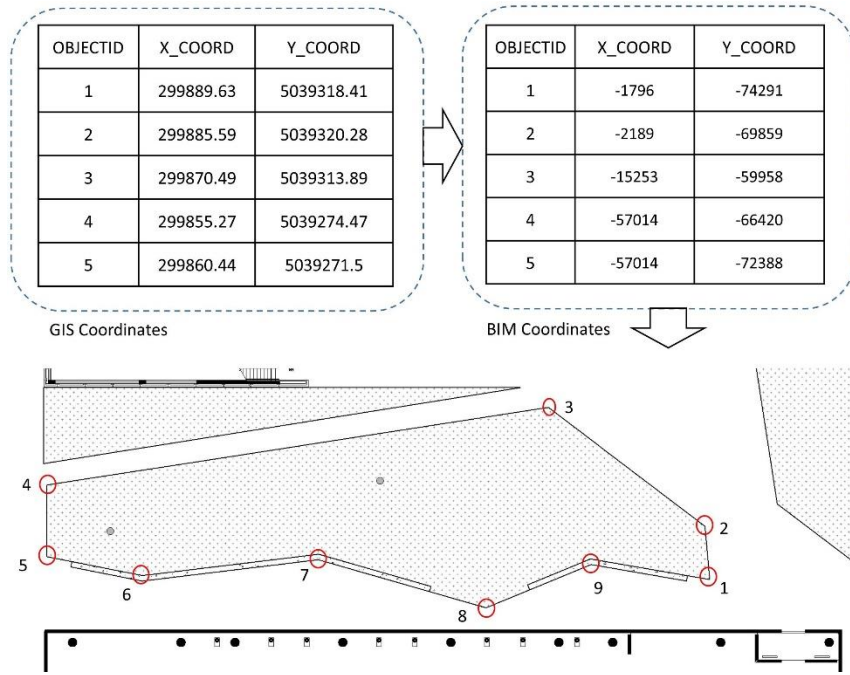 OBJECTID X_COORD Y_COORD
1 299889.63 5039318.41
2 299885.59 5039320.28
3 299870.49 5039313.89
4 299855.27 5039274.47
5 299860.44 5039271.5
GIS Coordinates
OBJECTID X_COORD Y_COORD
1 -1796 -74291
2 -2189 -69859
3 -15253 -59958
4 -57014 -66420
5 -57014 -72388
BIM Coordinates
3
4
2
5
6
7
8
9
1